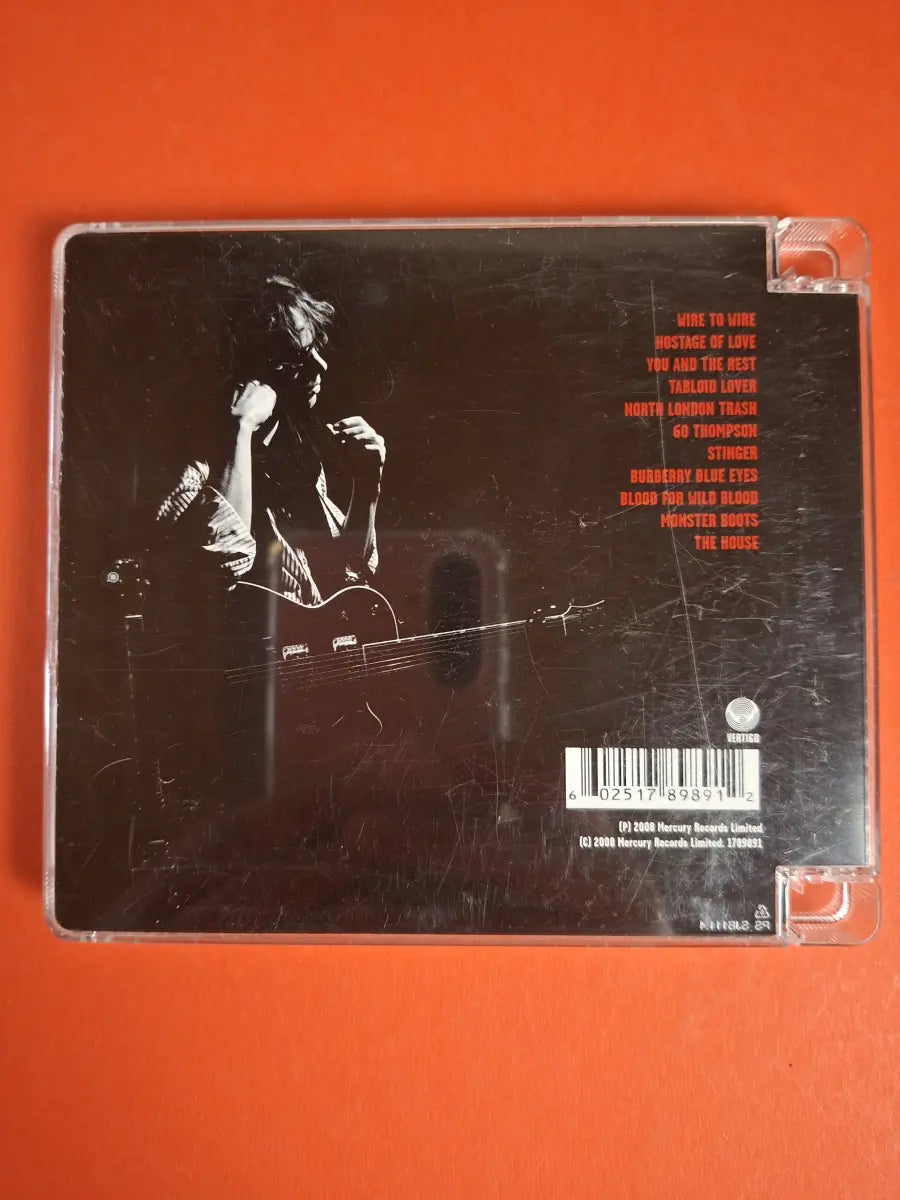 WIRE TO WIRE
HOSTAGE OF LOVE
YOU AND THE REST
TABLOID LOVER
NORTH LONDON TRASH
60 THOMPSON
STINGER
BURBERRY BLUE EYES
BLOOD FOR WILD BLOOD
MONSTER BOOTS
THE HOUSE
VERTIGO
6 02517 89891 2
(P) 2008 Mercury Records Limited
(C) 2008 Mercury Records Limited. 1789891
PS